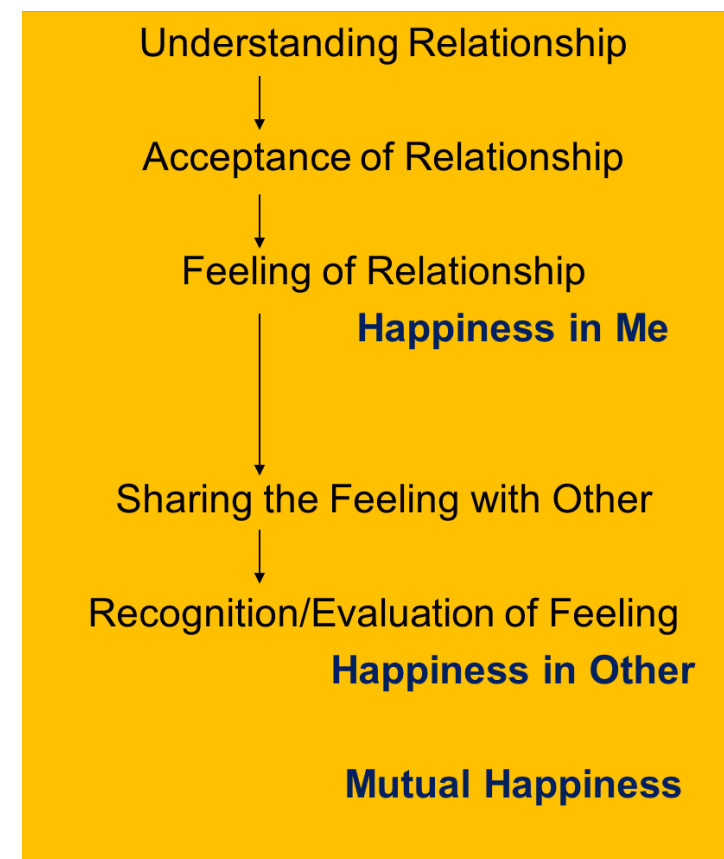 Understanding Relationship
Acceptance of Relationship
Feeling of Relationship
Happiness in Me
Sharing the Feeling with Other
Recognition/Evaluation of Feeling
Happiness in Other
Mutual Happiness